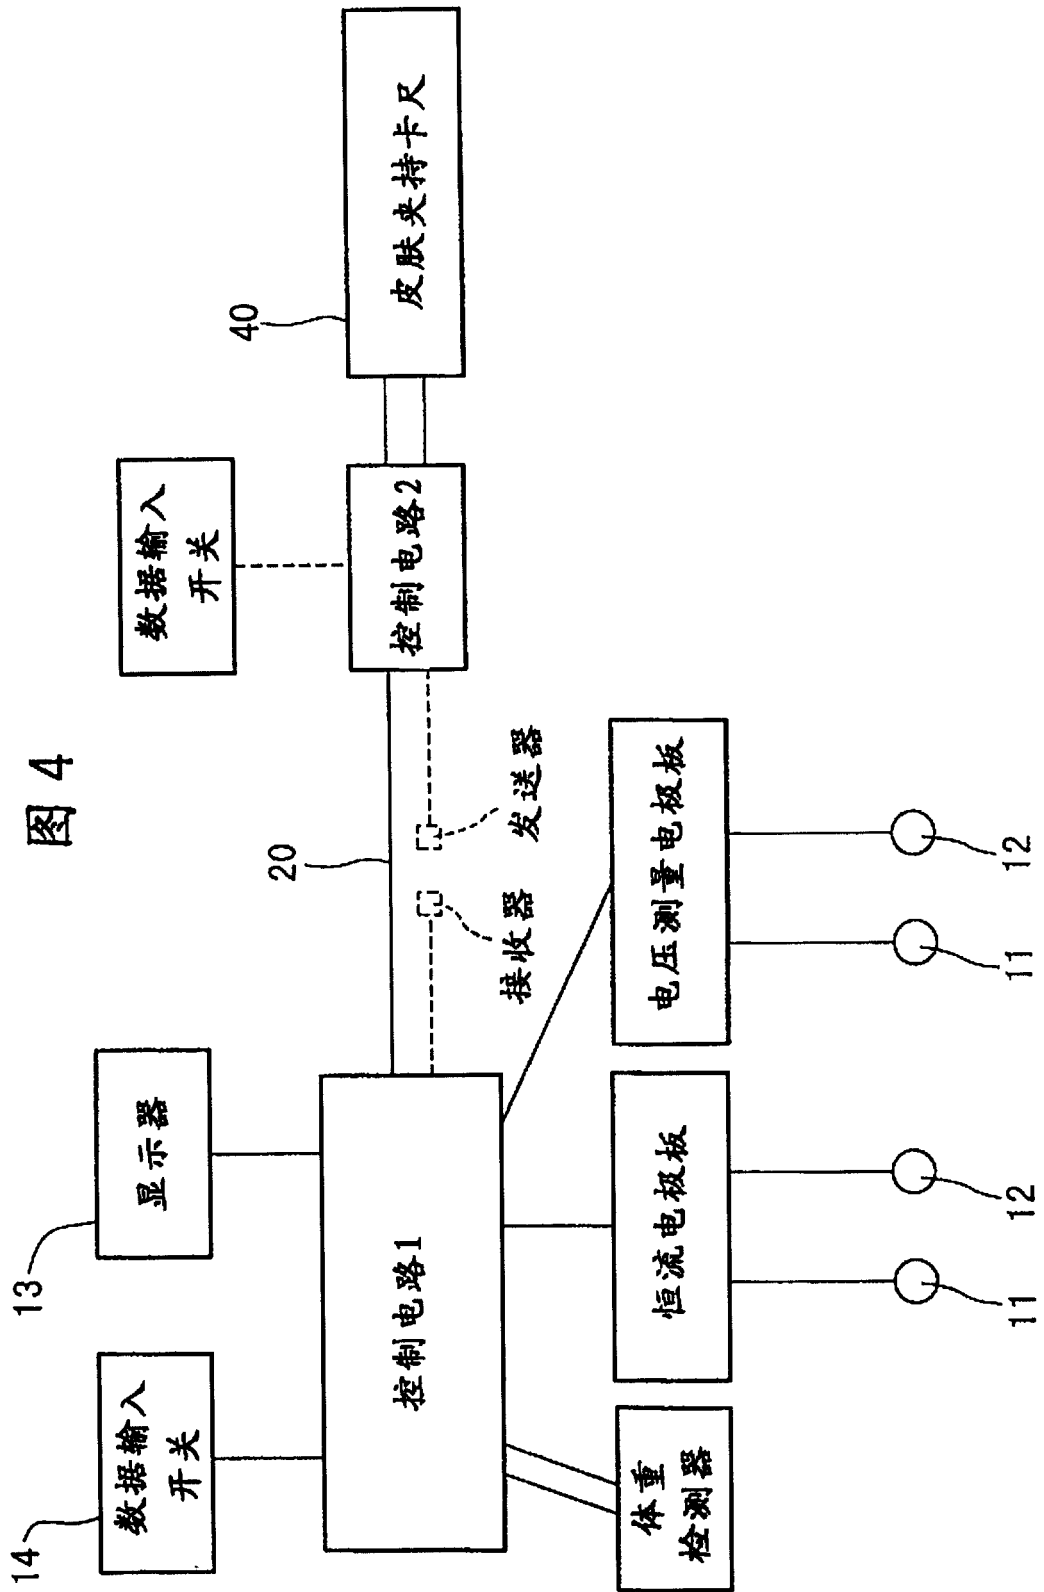 图 4
14
数据输入
开关
13
显示器
数据输入
开关
40
皮肤夹持卡尺
控制电路2
20
控制电路1
接收器
发送器
体重
检测器
恒流电极板
电压测量电极板
11
12
11
12